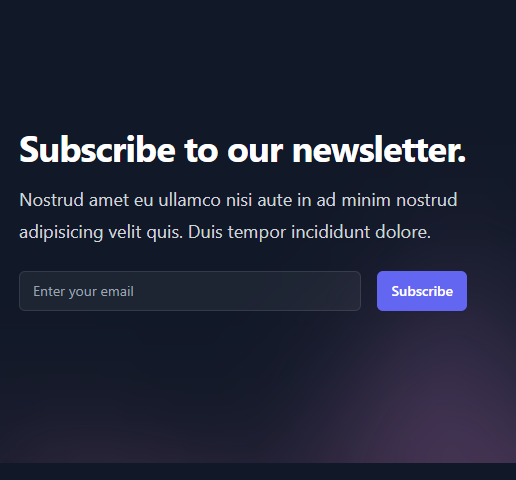 Subscribe to our newsletter.
Nostrud amet eu ullamco nisi aute in ad minim nostrud
adipisicing velit quis. Duis tempor incididunt dolore.
Enter your email
Subscribe